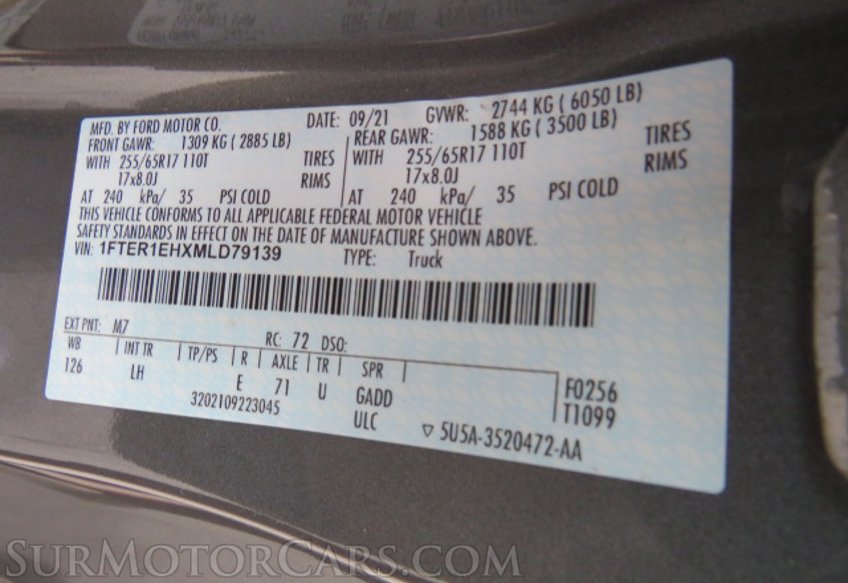 MFD. BY FORD MOTOR CO. DATE: 09/21 GVWR: 2744 KG ( 6050 LB)
FRONT GAWR: 1309 KG ( 2885 LB) REAR GAWR: 1588 KG ( 3500 LB)
WITH 255/65R17 110T TIRES WITH 255/65R17 110T TIRES
17x8.0J RIMS 17x8.0J RIMS
AT 240 kPa/ 35 PSI COLD AT 240 kPa/ 35 PSI COLD
THIS VEHICLE CONFORMS TO ALL APPLICABLE FEDERAL MOTOR VEHICLE
SAFETY STANDARDS IN EFFECT ON THE DATE OF MANUFACTURE SHOWN ABOVE.
VIN: 1FTER1EHXMLD79139 TYPE: Truck
EXT PNT: M7 RC: 72 DSO:
WB INT TR TP/PS R AXLE TR SPR
126 LH E 71 U GADD F0256
3202109223045 ULC T1099
5U5A-3520472-AA
SURMOTORCARS.COM